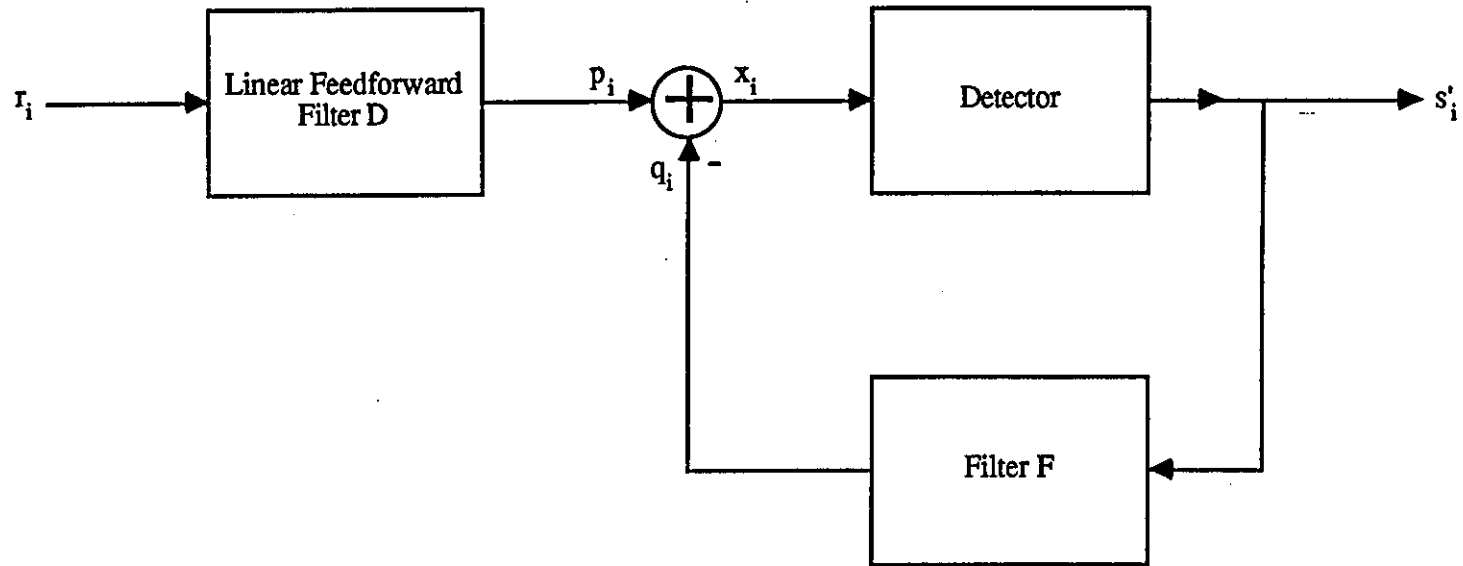 Linear Feedforward
Filter D
r_i
p_i
+
x_i
Detector
s'_i
q_i
-
Filter F